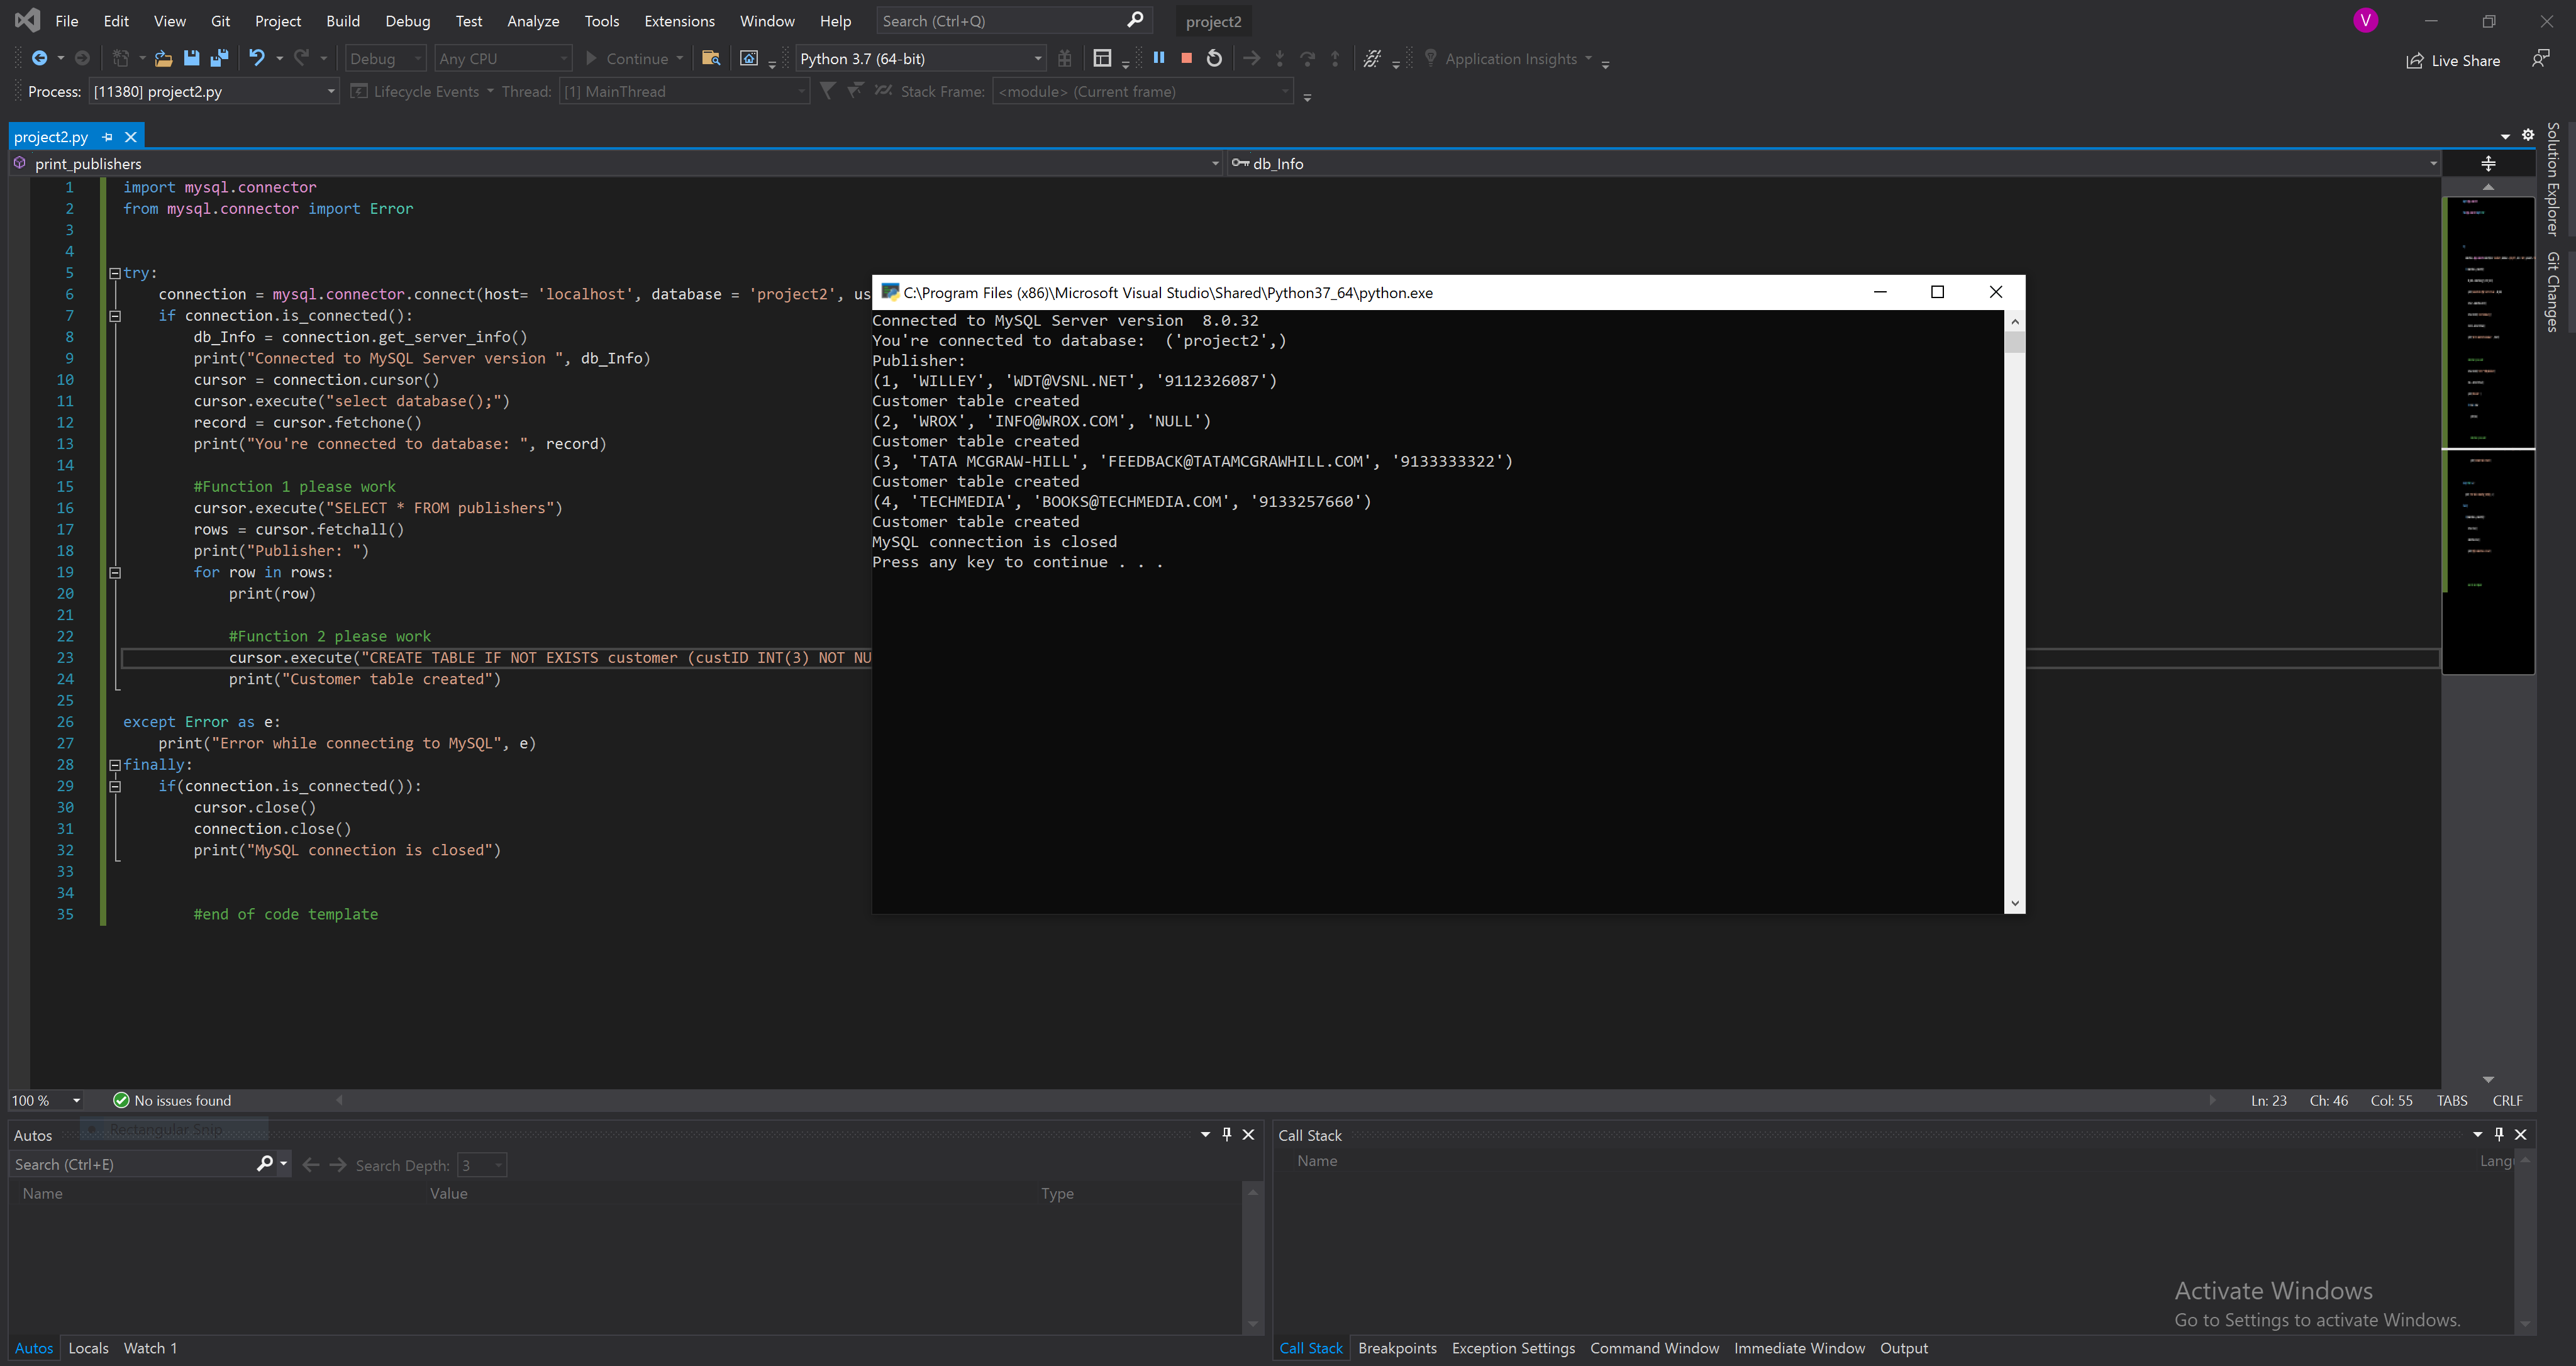 File Edit View Git Project Build Debug Test Analyze Tools Extensions Window Help Search (Ctrl+Q) project2 V
Debug Any CPU Continue Python 3.7 (64-bit) Application Insights Live Share
Process: [11380] project2.py Lifecycle Events Thread: [1] MainThread Stack Frame: <module> (Current frame)
project2.py
print_publishers db_Info
Solution Explorer
Git Changes
1 import mysql.connector
2 from mysql.connector import Error
3
4
5 try:
6 connection = mysql.connector.connect(host= 'localhost', database = 'project2', us
7 if connection.is_connected():
8 db_Info = connection.get_server_info()
9 print("Connected to MySQL Server version ", db_Info)
10 cursor = connection.cursor()
11 cursor.execute("select database();")
12 record = cursor.fetchone()
13 print("You're connected to database: ", record)
14
15 #Function 1 please work
16 cursor.execute("SELECT * FROM publishers")
17 rows = cursor.fetchall()
18 print("Publisher: ")
19 for row in rows:
20 print(row)
21
22 #Function 2 please work
23 cursor.execute("CREATE TABLE IF NOT EXISTS customer (custID INT(3) NOT NU
24 print("Customer table created")
25
26 except Error as e:
27 print("Error while connecting to MySQL", e)
28 finally:
29 if(connection.is_connected()):
30 cursor.close()
31 connection.close()
32 print("MySQL connection is closed")
33
34
35 #end of code template
C:\Program Files (x86)\Microsoft Visual Studio\Shared\Python37_64\python.exe
Connected to MySQL Server version  8.0.32
You're connected to database:  ('project2',)
Publisher:
(1, 'WILLEY', 'WDT@VSNL.NET', '9112326087')
Customer table created
(2, 'WROX', 'INFO@WROX.COM', 'NULL')
Customer table created
(3, 'TATA MCGRAW-HILL', 'FEEDBACK@TATAMCGRAWHILL.COM', '9133333322')
Customer table created
(4, 'TECHMEDIA', 'BOOKS@TECHMEDIA.COM', '9133257660')
Customer table created
MySQL connection is closed
Press any key to continue . . .
100 % No issues found Ln: 23 Ch: 46 Col: 55 TABS CRLF
Rectangular Snip
Autos
Search (Ctrl+E) Search Depth: 3
Name Value Type
Autos Locals Watch 1
Call Stack
Name Langu
Activate Windows
Go to Settings to activate Windows.
Call Stack Breakpoints Exception Settings Command Window Immediate Window Output